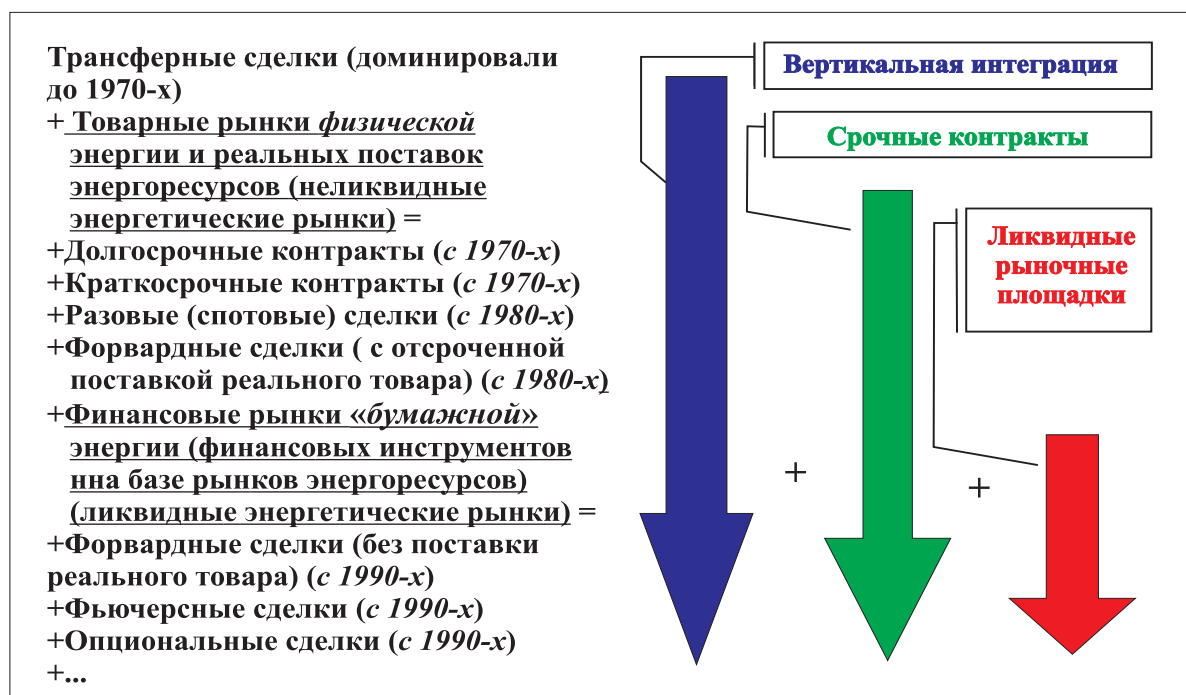 Трансферные сделки (доминировали
до 1970-х)
+ Товарные рынки физической
энергии и реальных поставок
энергоресурсов (неликвидные
энергетические рынки) =
+Долгосрочные контракты (с 1970-х)
+Краткосрочные контракты (с 1970-х)
+Разовые (спотовые) сделки (с 1980-х)
+Форвардные сделки ( с отсроченной
поставкой реального товара) (с 1980-х)
+Финансовые рынки «бумажной»
энергии (финансовых инструментов
нна базе рынков энергоресурсов)
(ликвидные энергетические рынки) =
+Форвардные сделки (без поставки
реального товара) (с 1990-х)
+Фьючерсные сделки (с 1990-х)
+Опциональные сделки (с 1990-х)
+...
Вертикальная интеграция
Срочные контракты
Ликвидные
рыночные
площадки
+
+